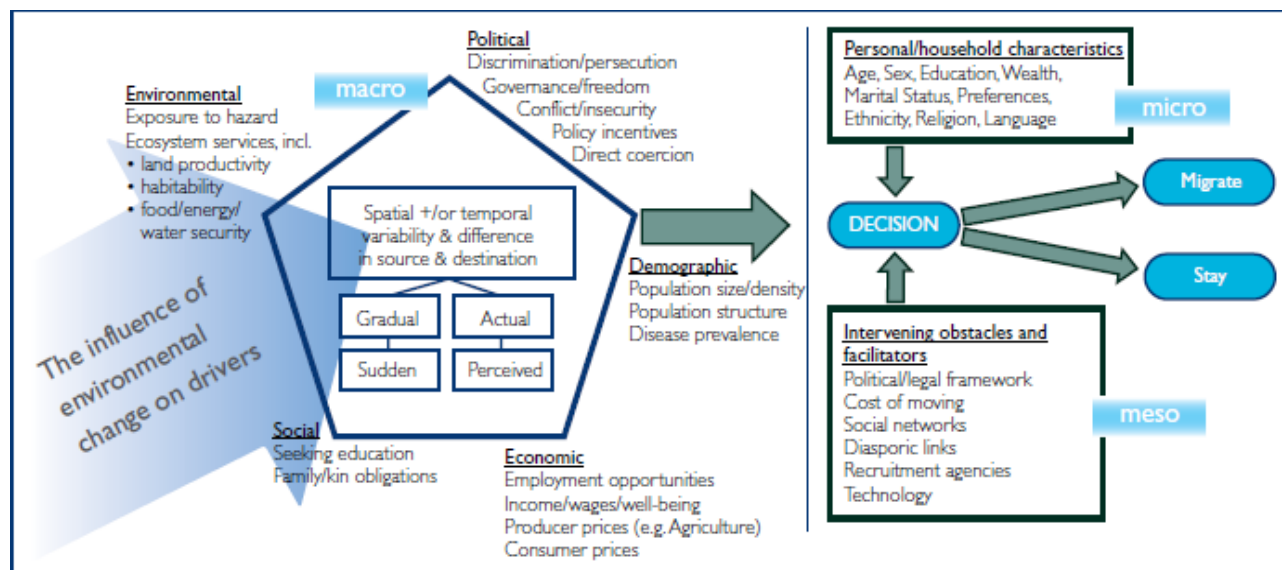 Political
Discrimination/persecution
Governance/freedom
Conflict/insecurity
Policy incentives
Direct coercion
macro
Environmental
Exposure to hazard
Ecosystem services, incl.
• land productivity
• habitability
• food/energy/
water security
Spatial +/or temporal
variability & difference
in source & destination
Gradual
Actual
Sudden
Perceived
The influence of
environmental
change on drivers
Demographic
Population size/density
Population structure
Disease prevalence
Social
Seeking education
Family/kin obligations
Economic
Employment opportunities
Income/wages/well-being
Producer prices (e.g. Agriculture)
Consumer prices
Personal/household characteristics
Age, Sex, Education, Wealth,
Marital Status, Preferences,
Ethnicity, Religion, Language
micro
DECISION
Migrate
Stay
Intervening obstacles and
facilitators
Political/legal framework
Cost of moving
Social networks
Diasporic links
Recruitment agencies
Technology
meso